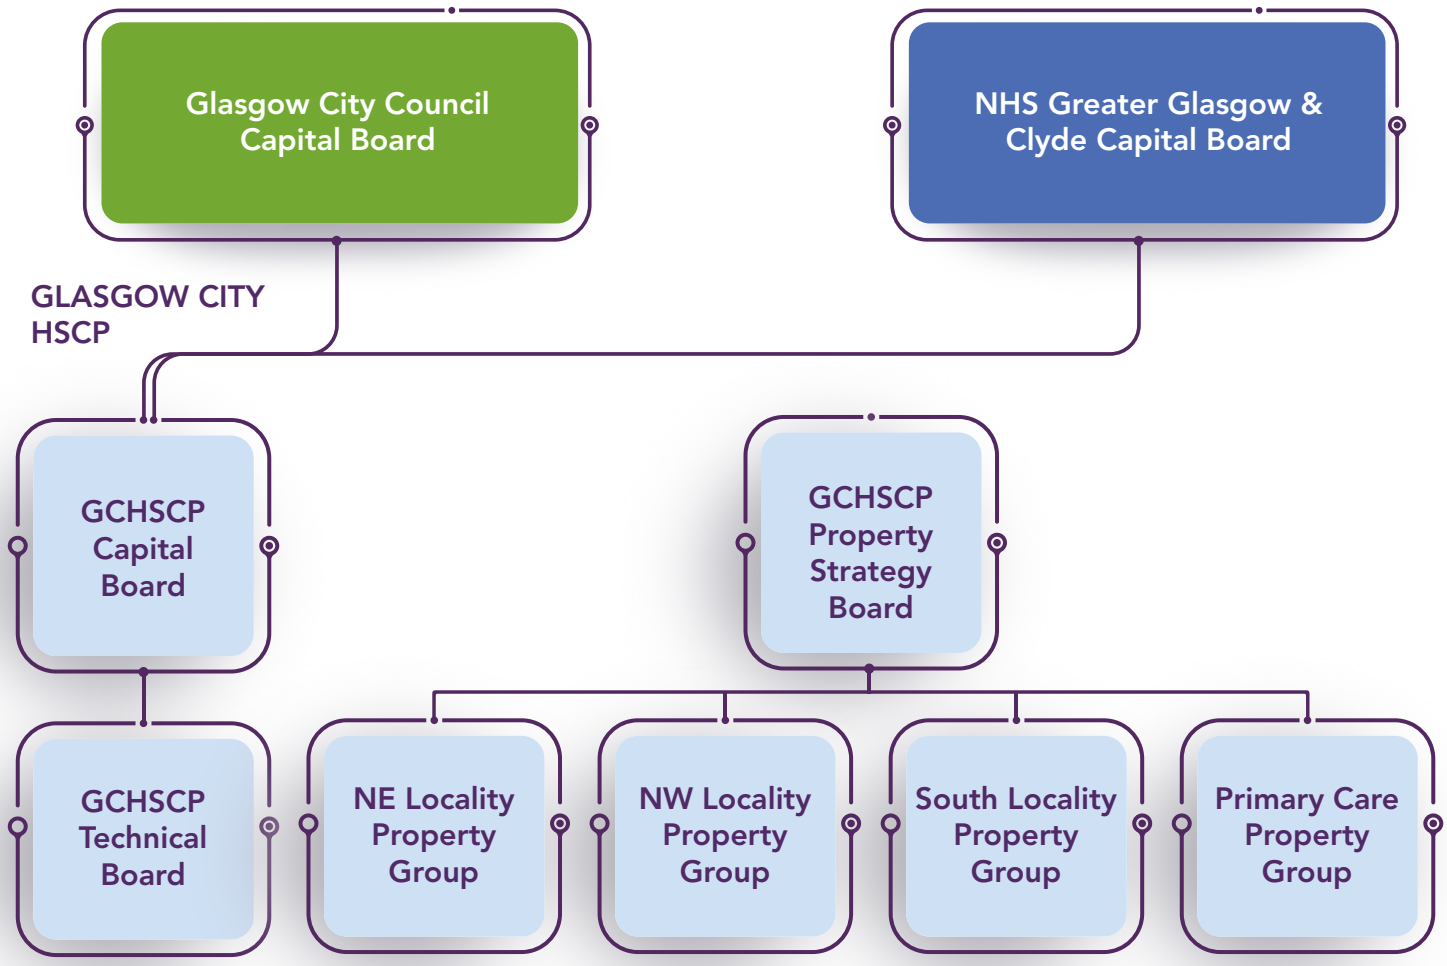 Glasgow City Council
Capital Board
NHS Greater Glasgow &
Clyde Capital Board
GLASGOW CITY
HSCP
GCHSCP
Capital
Board
GCHSCP
Property
Strategy
Board
GCHSCP
Technical
Board
NE Locality
Property
Group
NW Locality
Property
Group
South Locality
Property
Group
Primary Care
Property
Group